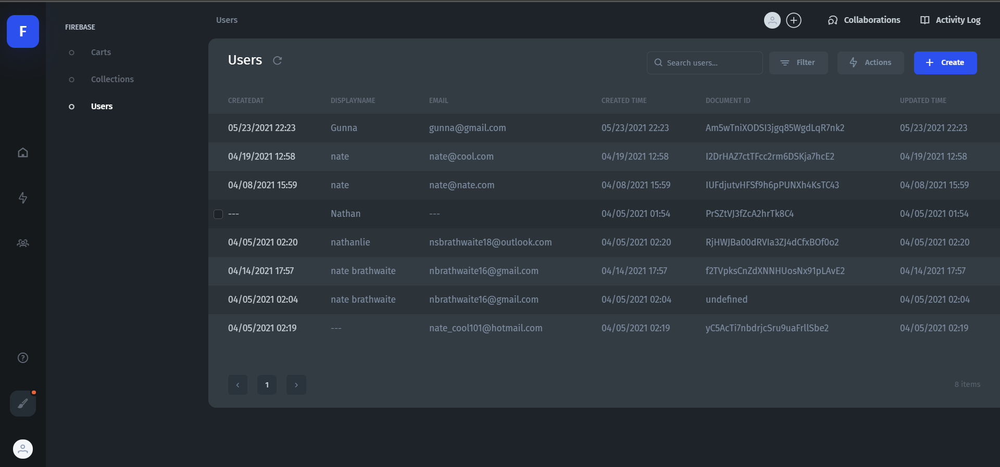 F
FIREBASE
Carts
Collections
Users
Users
Collaborations
Activity Log
Users
Search users...
Filter
Actions
Create
CREATEDAT DISPLAYNAME EMAIL CREATED TIME DOCUMENT ID UPDATED TIME
05/23/2021 22:23 Gunna gunna@gmail.com 05/23/2021 22:23 Am5wTniXODSI3jgq85WgdLqR7nk2 05/23/2021 22:23
04/19/2021 12:58 nate nate@cool.com 04/19/2021 12:58 I2DrHAZ7ctTFcc2rm6DSKja7hcE2 04/19/2021 12:58
04/08/2021 15:59 nate nate@nate.com 04/08/2021 15:59 IUFdjutvHFSf9h6pPUNXh4KsTC43 04/08/2021 15:59
--- Nathan --- 04/05/2021 01:54 PrSZtVJ3fZcA2hrTk8C4 04/05/2021 01:54
04/05/2021 02:20 nathanlie nsbrathwaite18@outlook.com 04/05/2021 02:20 RjHWJBa00dRVIa3ZJ4dCfxBOf0o2 04/05/2021 02:20
04/14/2021 17:57 nate brathwaite nbrathwaite16@gmail.com 04/14/2021 17:57 f2TVpksCnZdXNNHUosNx91pLAvE2 04/14/2021 17:57
04/05/2021 02:04 nate brathwaite nbrathwaite16@gmail.com 04/05/2021 02:04 undefined 04/05/2021 02:04
04/05/2021 02:19 --- nate_cool101@hotmail.com 04/05/2021 02:19 yC5AcTi7nbdrjcSru9uaFrllSbe2 04/05/2021 02:19
1
8 items